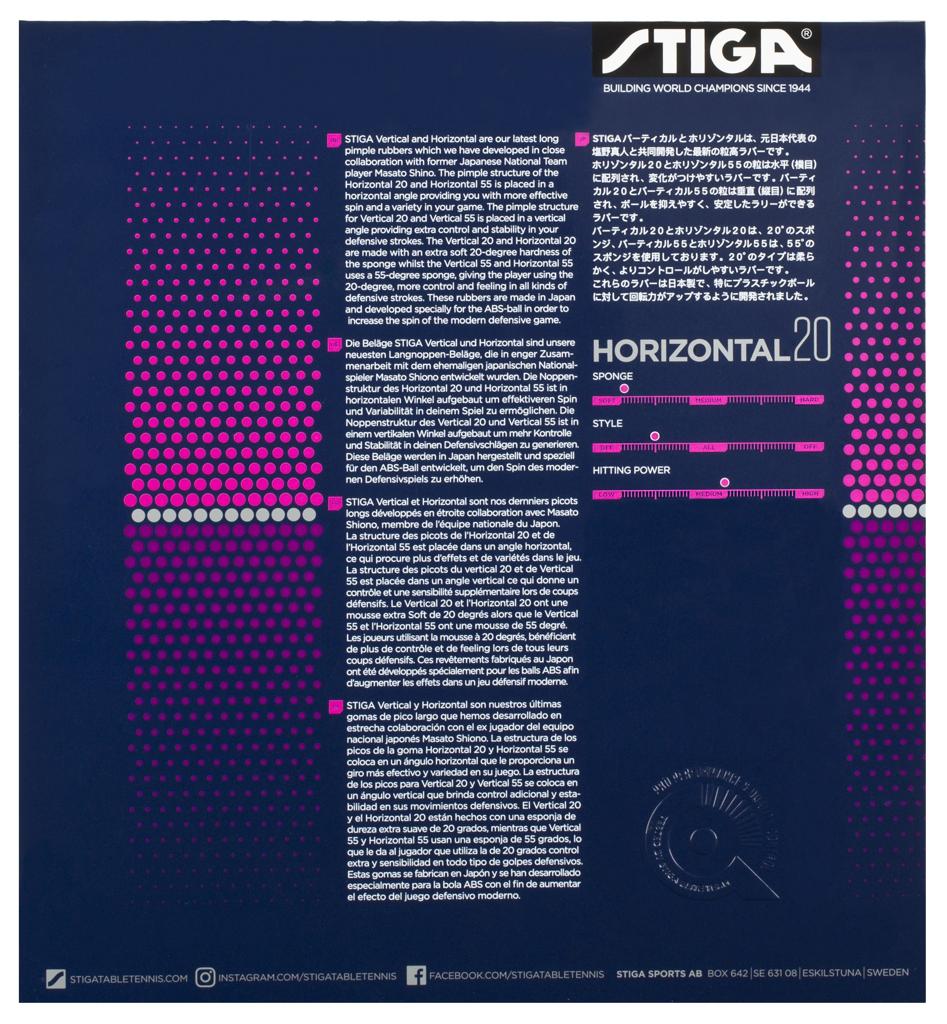 STIGA®
BUILDING WORLD CHAMPIONS SINCE 1944
STIGA Vertical and Horizontal are our latest long
pimple rubbers which we have developed in close
collaboration with former Japanese National Team
player Masato Shino. The pimple structure of the
Horizontal 20 and Horizontal 55 is placed in a
horizontal angle providing you with more effective
spin and a variety in your game. The pimple structure
for Vertical 20 and Vertical 55 is placed in a vertical
angle providing extra control and stability in your
defensive strokes. The Vertical 20 and Horizontal 20
are made with an extra soft 20-degree hardness of
the sponge whilst the Vertical 55 and Horizontal 55
uses a 55-degree sponge, giving the player using the
20-degree, more control and feeling in all kinds of
defensive strokes. These rubbers are made in Japan
and developed specially for the ABS-ball in order to
increase the spin of the modern defensive game.
Die Beläge STIGA Vertical und Horizontal sind unsere
neuesten Langnoppen-Beläge, die in enger Zusam-
menarbeit mit dem ehemaligen japanischen National-
spieler Masato Shiono entwickelt wurden. Die Noppen-
struktur des Horizontal 20 und Horizontal 55 ist in
horizontalen Winkel aufgebaut um effektiveren Spin
und Variabilität in deinem Spiel zu ermöglichen. Die
Noppenstruktur des Vertical 20 und Vertical 55 ist in
einem vertikalen Winkel aufgebaut um mehr Kontrolle
und Stabilität in deinen Defensivschlägen zu generieren.
Diese Beläge werden in Japan hergestellt und speziell
für den ABS-Ball entwickelt, um den Spin des moder-
nen Defensivspiels zu erhöhen.
STIGA Vertical et Horizontal sont nos dernniers picots
longs développés en étroite collaboration avec Masato
Shiono, membre de l'équipe nationale du Japon.
La structure des picots de l'Horizontal 20 et de
l'Horizontal 55 est placée dans un angle horizontal,
ce qui procure plus d'effets et de variétés dans le jeu.
La structure des picots du vertical 20 et de Vertical
55 est placée dans un angle vertical ce qui donne un
contrôle et une sensibilité supplémentaire lors de coups
défensifs. Le Vertical 20 et l'Horizontal 20 ont une
mousse extra Soft de 20 degrés alors que le Vertical
55 et l'Horizontal 55 ont une mousse de 55 degré.
Les joueurs utilisant la mousse à 20 degrés, bénéficient
de plus de contrôle et de feeling lors de tous leurs
coups défensifs. Ces revêtements fabriqués au Japon
ont été développés spécialement pour les balls ABS afin
d'augmenter les effets dans un jeu défensif moderne.
STIGA Vertical y Horizontal son nuestros últimas
gomas de pico largo que hemos desarrollado en
estrecha colaboración con el ex jugador del equipo
nacional japonés Masato Shiono. La estructura de los
picos de la goma Horizontal 20 y Horizontal 55 se
coloca en un ángulo horizontal que le proporciona un
giro más efectivo y variedad en su juego. La estructura
de los picos para Vertical 20 y Vertical 55 se coloca en
un ángulo vertical que brinda control adicional y esta-
bilidad en sus movimientos defensivos. El Vertical 20
y el Horizontal 20 están hechos con una esponja de
dureza extra suave de 20 grados, mientras que Vertical
55 y Horizontal 55 usan una esponja de 55 grados, lo
que le da al jugador que utiliza la de 20 grados control
extra y sensibilidad en todo tipo de golpes defensivos.
Estas gomas se fabrican en Japón y se han desarrollado
especialmente para la bola ABS con el fin de aumentar
el efecto del juego defensivo moderno.
STIGAバーティカルとホリゾンタルは、元日本代表の
塩野真人と共同開発した最新の粒高ラバーです。
ホリゾンタル20とホリゾンタル55の粒は水平（横目）
に配列され、変化がつけやすいラバーです。バーティ
カル20とバーティカル55の粒は垂直（縦目）に配列
され、ボールを抑えやすく、安定したラリーができる
ラバーです。
バーティカル20とホリゾンタル20は、20°のスポ
ンジ、バーティカル55とホリゾンタル55は、55°の
スポンジを使用しております。20°のタイプは柔ら
かく、よりコントロールがしやすいラバーです。
これらのラバーは日本製で、特にプラスチックボール
に対して回転力がアップするように開発されました。
HORIZONTAL 20
SPONGE
SOFT MEDIUM HARD
STYLE
DEF ALL OFF
HITTING POWER
LOW MEDIUM HIGH
STIGATABLETENNIS.COM INSTAGRAM.COM/STIGATABLETENNIS FACEBOOK.COM/STIGATABLETENNIS STIGA SPORTS AB BOX 642|SE 631 08|ESKILSTUNA|SWEDEN